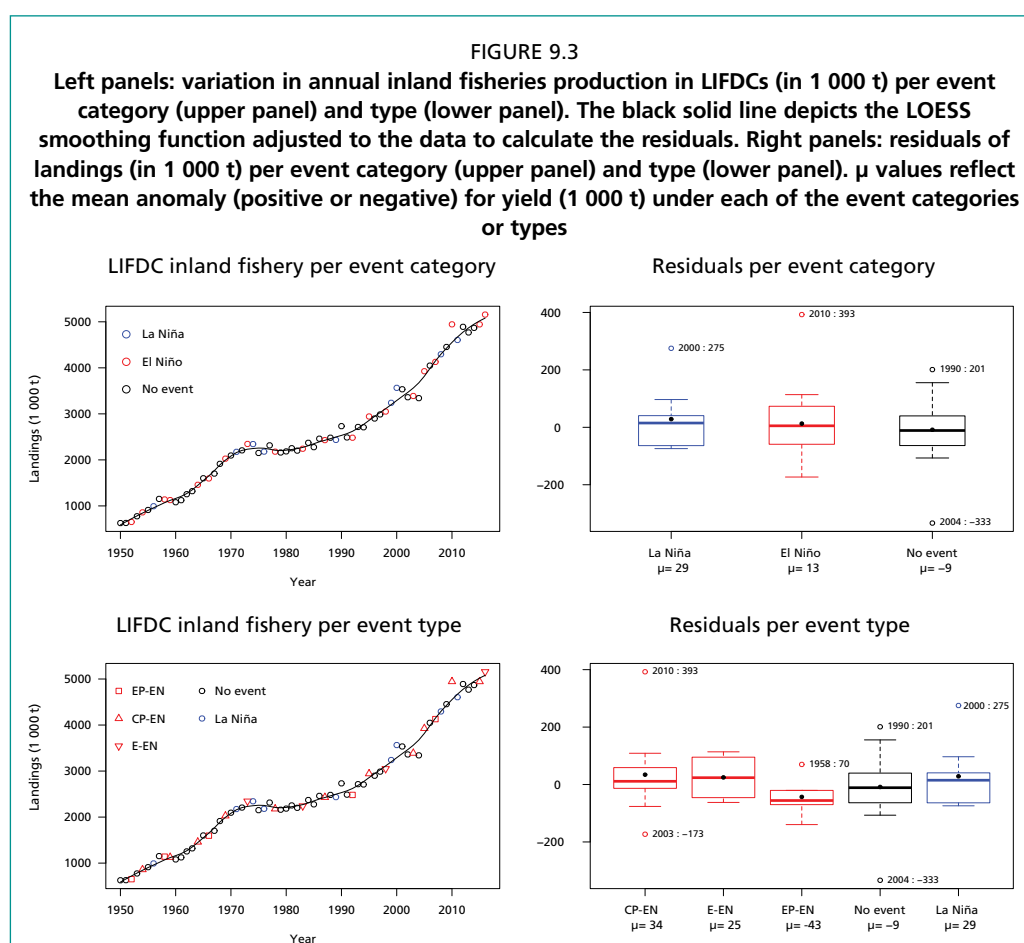 FIGURE 9.3
Left panels: variation in annual inland fisheries production in LIFDCs (in 1 000 t) per event
category (upper panel) and type (lower panel). The black solid line depicts the LOESS
smoothing function adjusted to the data to calculate the residuals. Right panels: residuals of
landings (in 1 000 t) per event category (upper panel) and type (lower panel). µ values reflect
the mean anomaly (positive or negative) for yield (1 000 t) under each of the event categories
or types
LIFDC inland fishery per event category
Landings (1 000 t)
5000
4000
3000
2000
1000
La Niña
El Niño
No event
1950 1960 1970 1980 1990 2000 2010
Year
Residuals per event category
400
200
0
−200
2000 : 275
2010 : 393
1990 : 201
2004 : −333
La Niña El Niño No event
µ= 29 µ= 13 µ= −9
LIFDC inland fishery per event type
Landings (1 000 t)
5000
4000
3000
2000
1000
EP-EN No event
CP-EN La Niña
E-EN
1950 1960 1970 1980 1990 2000 2010
Year
Residuals per event type
400
200
0
−200
2010 : 393
2003 : −173
1958 : 70
1990 : 201
2004 : −333
2000 : 275
CP-EN E-EN EP-EN No event La Niña
µ= 34 µ= 25 µ= -43 µ= −9 µ= 29